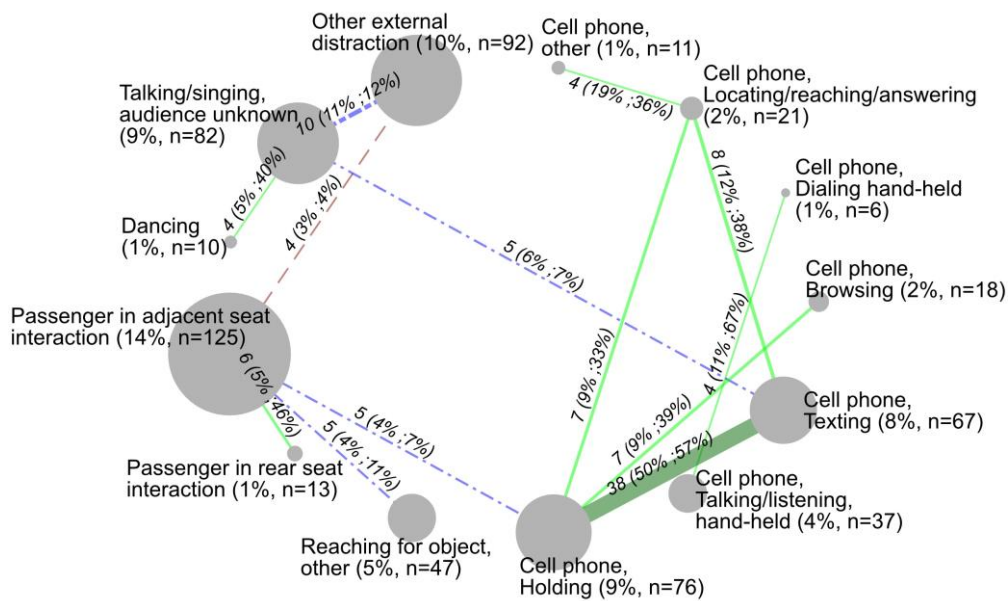 Other external
distraction (10%, n=92)
Cell phone,
other (1%, n=11)
Cell phone,
Locating/reaching/answering
(2%, n=21)
Talking/singing,
audience unknown
(9%, n=82)
10 (11% ;12%)
4 (19% ;36%)
8 (12% ;38%)
Cell phone,
Dialing hand-held
(1%, n=6)
4 (5% ;40%)
4 (3% ;4%)
Dancing
(1%, n=10)
5 (6% ;7%)
Cell phone,
Browsing (2%, n=18)
Passenger in adjacent seat
interaction (14%, n=125)
7 (9% ;33%)
4 (11% ;67%)
6 (5% ;46%)
5 (4% ;7%)
5 (4% ;11%)
7 (9% ;39%)
38 (50% ;57%)
Cell phone,
Texting (8%, n=67)
Passenger in rear seat
interaction (1%, n=13)
Cell phone,
Talking/listening,
hand-held (4%, n=37)
Reaching for object,
other (5%, n=47)
Cell phone,
Holding (9%, n=76)